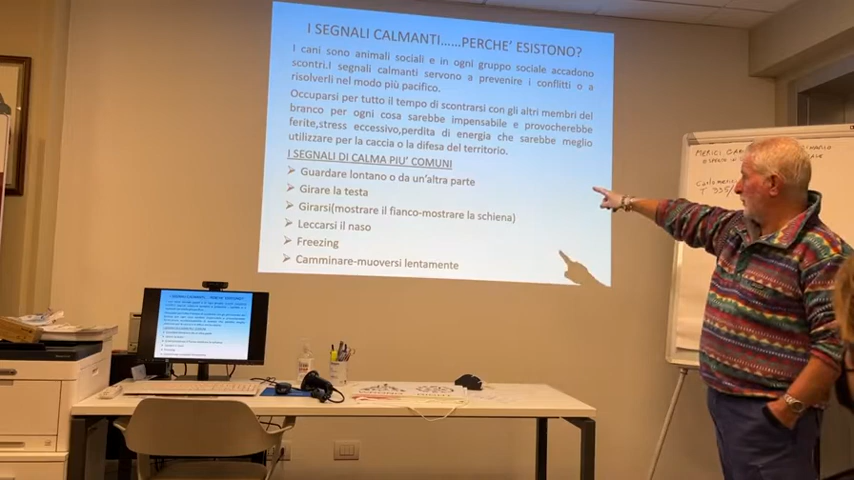 I SEGNALI CALMANTI......PERCHE' ESISTONO?
I cani sono animali sociali e in ogni gruppo sociale accadono
scontri.I segnali calmanti servono a prevenire i conflitti o a
risolverli nel modo più pacifico.
Occuparsi per tutto il tempo di scontrarsi con gli altri membri del
branco per ogni cosa sarebbe impensabile e provocherebbe
ferite,stress eccessivo,perdita di energia che sarebbe meglio
utilizzare per la caccia o la difesa del territorio.
I SEGNALI DI CALMA PIU' COMUNI
➢ Guardare lontano o da un'altra parte
➢ Girare la testa
➢ Girarsi(mostrare il fianco-mostrare la schiena)
➢ Leccarsi il naso
➢ Freezing
➢ Camminare-muoversi lentamente